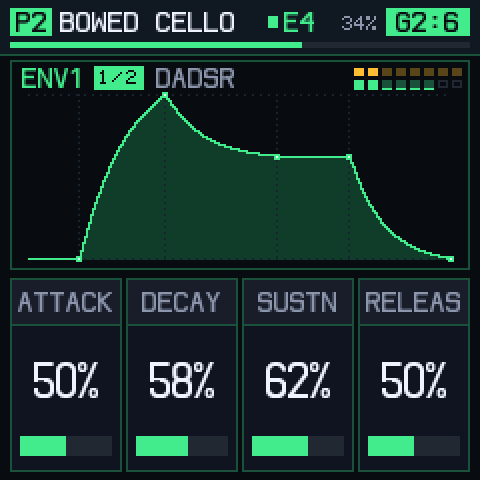 P2 BOWED CELLO E4 34% G2:6
ENV1 1/2 DADSR
ATTACK DECAY SUSTN RELEAS
50% 58% 62% 50%